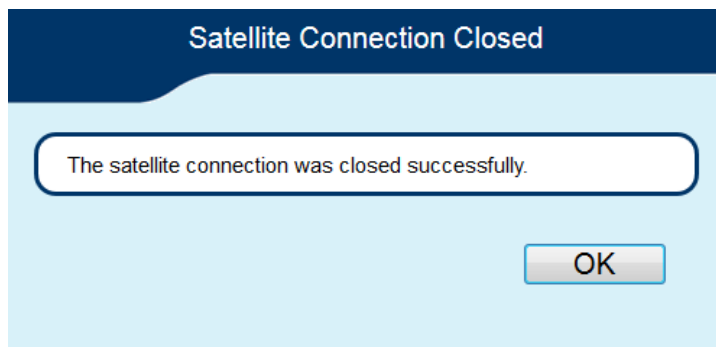 Satellite Connection Closed
The satellite connection was closed successfully.
OK